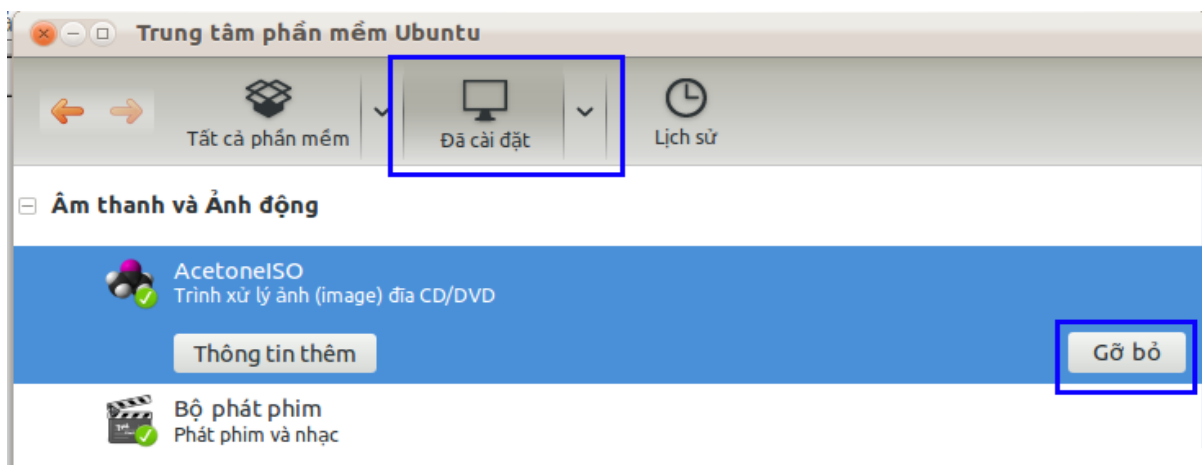 Trung tâm phần mềm Ubuntu
Tất cả phần mềm
Đã cài đặt
Lịch sử
Âm thanh và Ảnh động
AcetoneISO
Trình xử lý ảnh (image) đĩa CD/DVD
Thông tin thêm
Gỡ bỏ
Bộ phát phim
Phát phim và nhạc